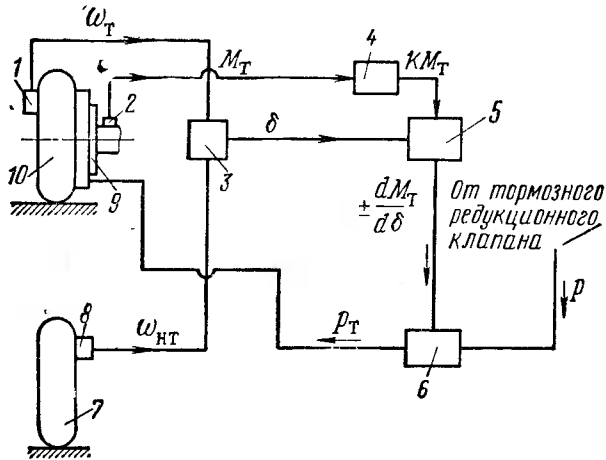 ω_т
M_т
4
кM_т
1
2
δ
5
3
10
9
± dM_т/dδ
От тормозного
редукционного
клапана
p
8
ω_нт
p_т
6
7